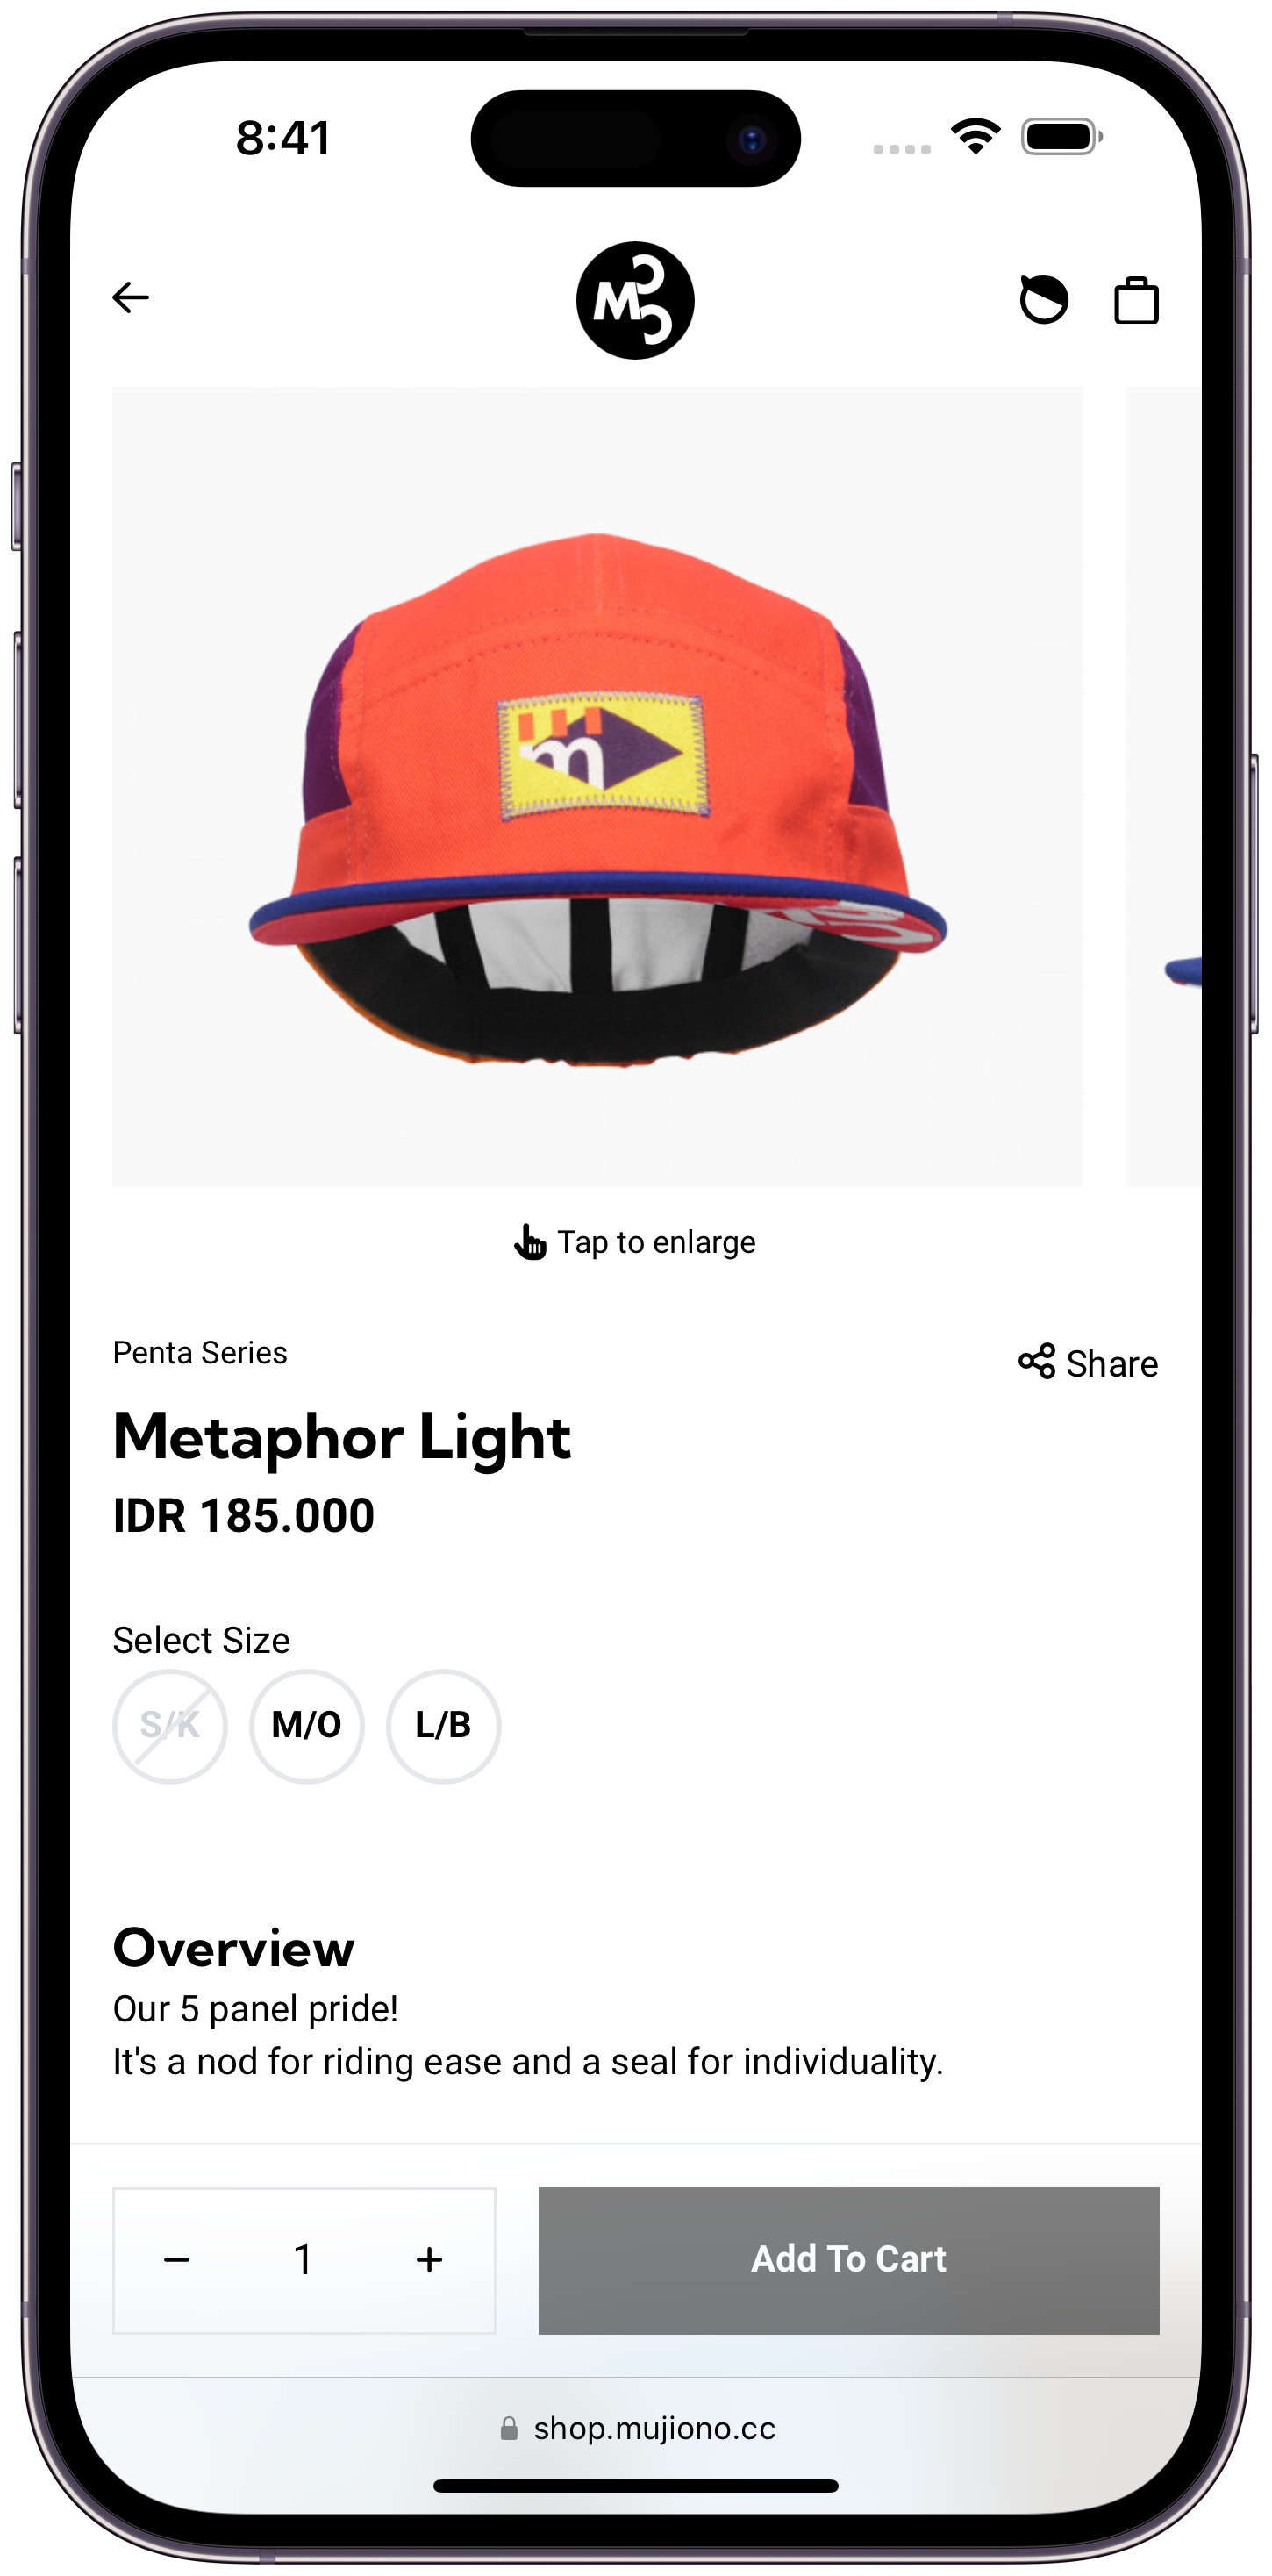 8:41
M
m
Tap to enlarge
Penta Series
Share
Metaphor Light
IDR 185.000
Select Size
S/K
M/O
L/B
Overview
Our 5 panel pride!
It's a nod for riding ease and a seal for individuality.
1
Add To Cart
shop.mujiono.cc